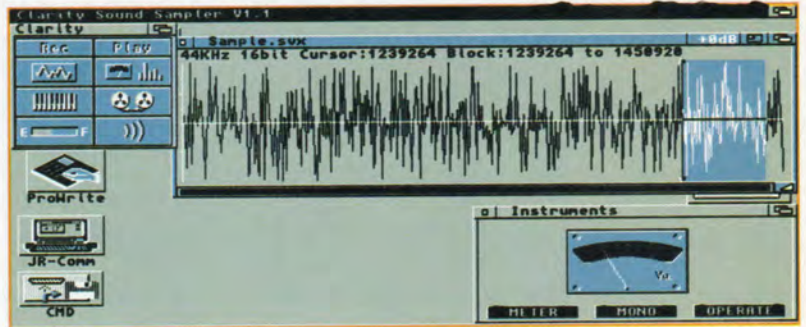 Clarity Sound Sampler V1.1
Clarity
Rec Play
E F
Sample.svx +0dB
44KHz 16bit Cursor:1239264 Block:1239264 to 1450920
ProWrite
JR-Comm
CMD
Instruments
Vu
METER MONO OPERATE